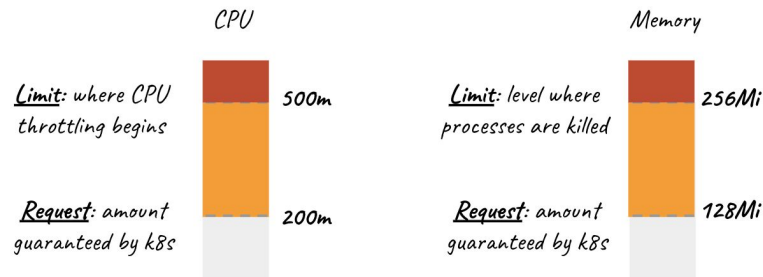 CPU
Limit: where CPU
throttling begins
500m
Request: amount
guaranteed by k8s
200m
Memory
Limit: level where
processes are killed
256Mi
Request: amount
guaranteed by k8s
128Mi